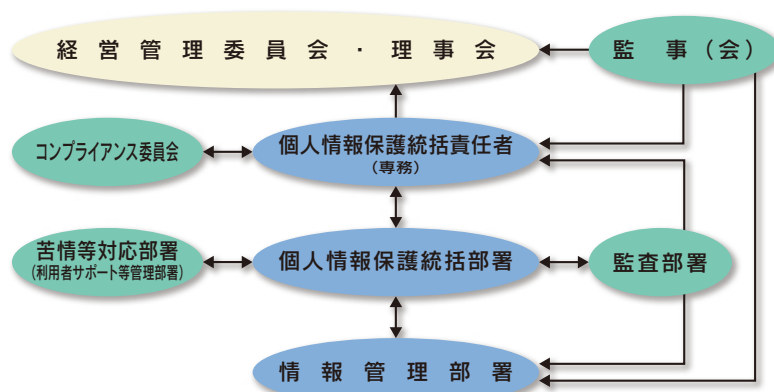 経営管理委員会・理事会
監事(会)
コンプライアンス委員会
個人情報保護統括責任者
(専務)
苦情等対応部署
(利用者サポート等管理部署)
個人情報保護統括部署
監査部署
情報管理部署